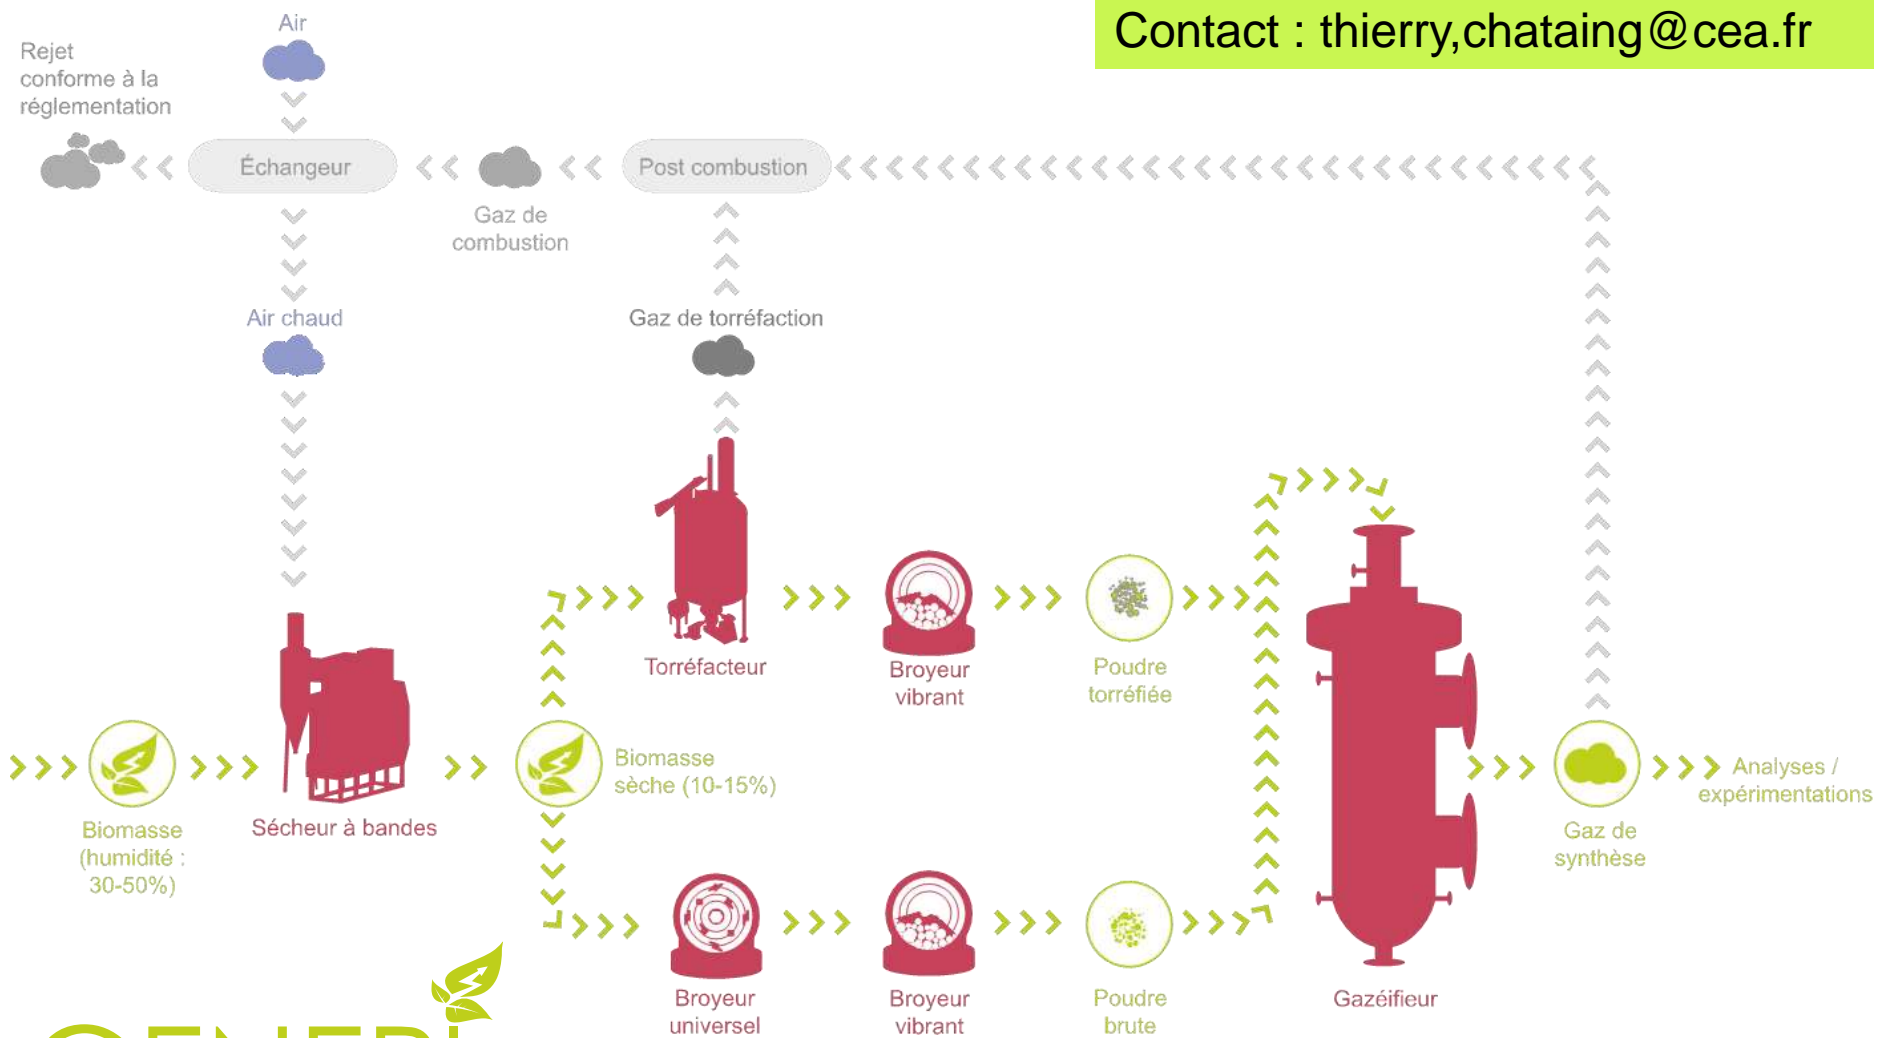 Contact : thierry,chataing@cea.fr
Air
Rejet
conforme à la
réglementation
Échangeur
Post combustion
Gaz de
combustion
Air chaud
Gaz de torréfaction
Torréfacteur
Broyeur
vibrant
Poudre
torréfiée
Biomasse
sèche (10-15%)
Biomasse
(humidité :
30-50%)
Sécheur à bandes
Analyses /
expérimentations
Gaz de
synthèse
Broyeur
universel
Broyeur
vibrant
Poudre
brute
Gazéifieur